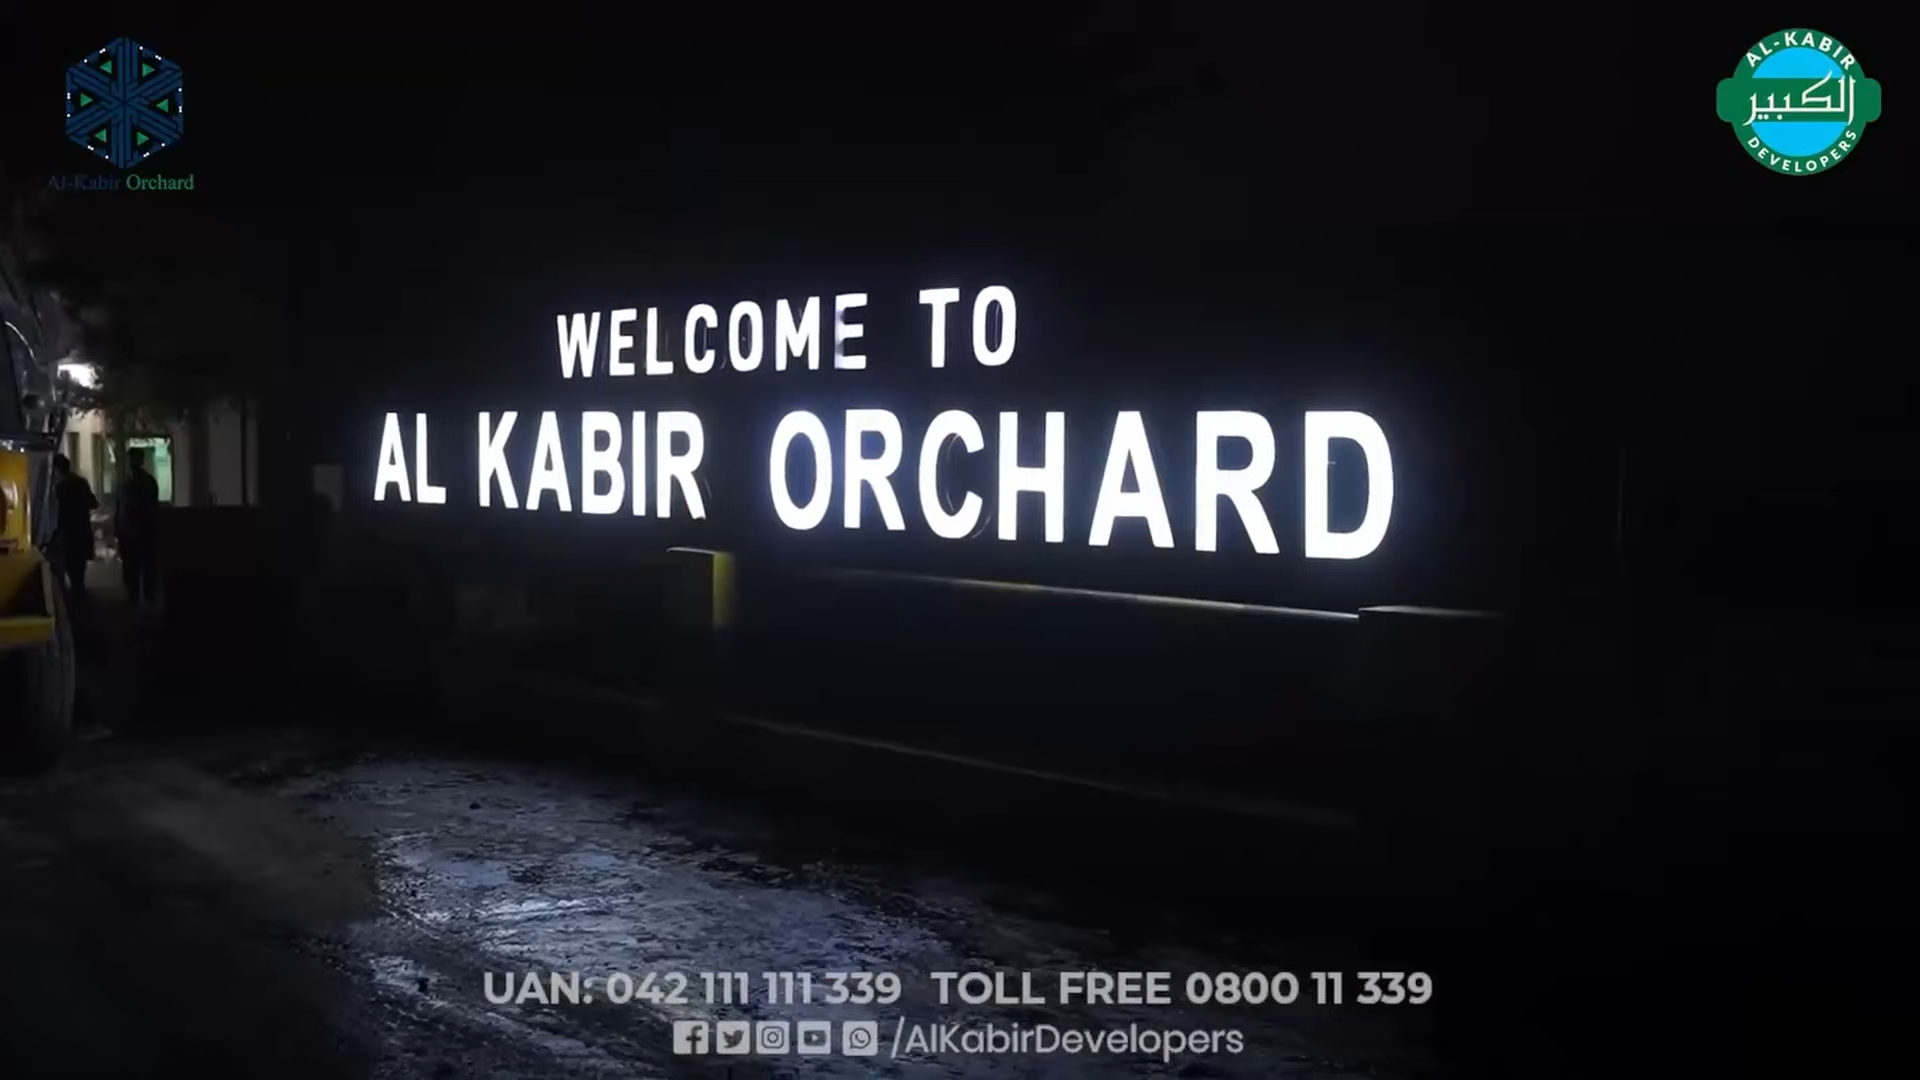 Al-Kabir Orchard
AL-KABIR
الكبير
DEVELOPERS
WELCOME TO
AL KABIR ORCHARD
UAN: 042 111 111 339 TOLL FREE 0800 11 339
/AlKabirDevelopers